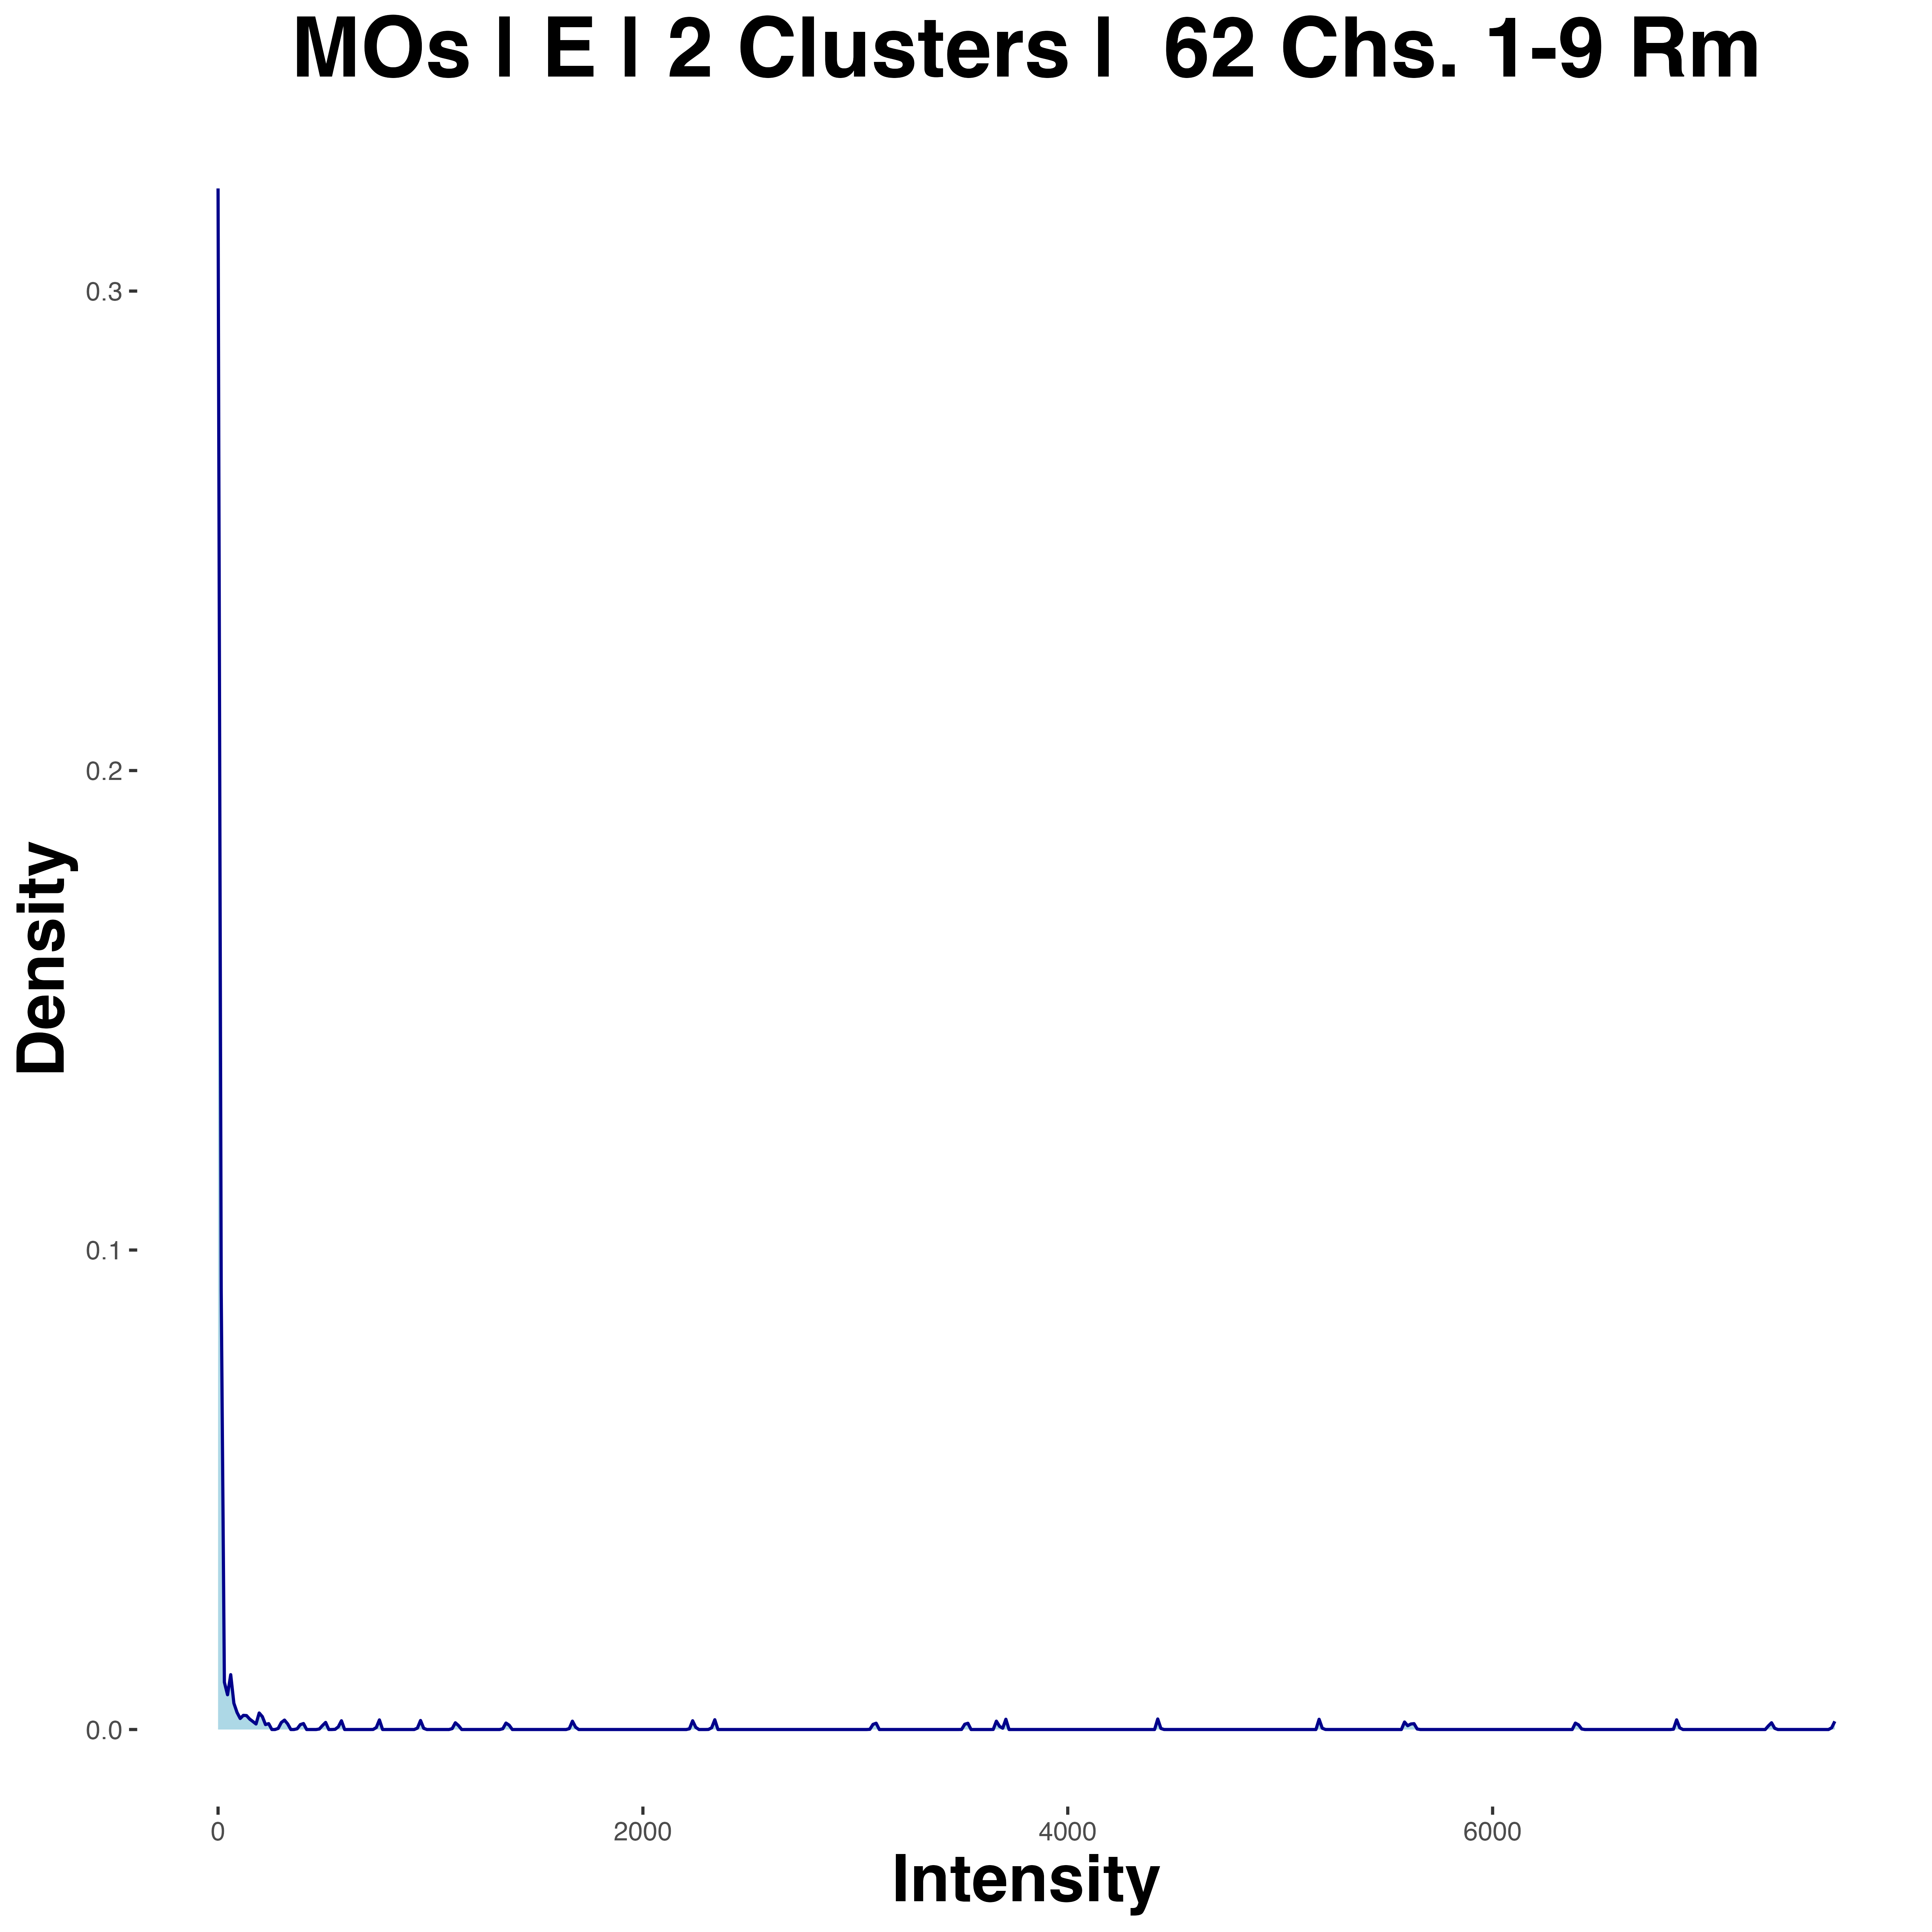 MOs | E | 2 Clusters |  62 Chs. 1-9 Rm
0.3
0.2
0.1
0.0
Density
0
2000
4000
6000
Intensity